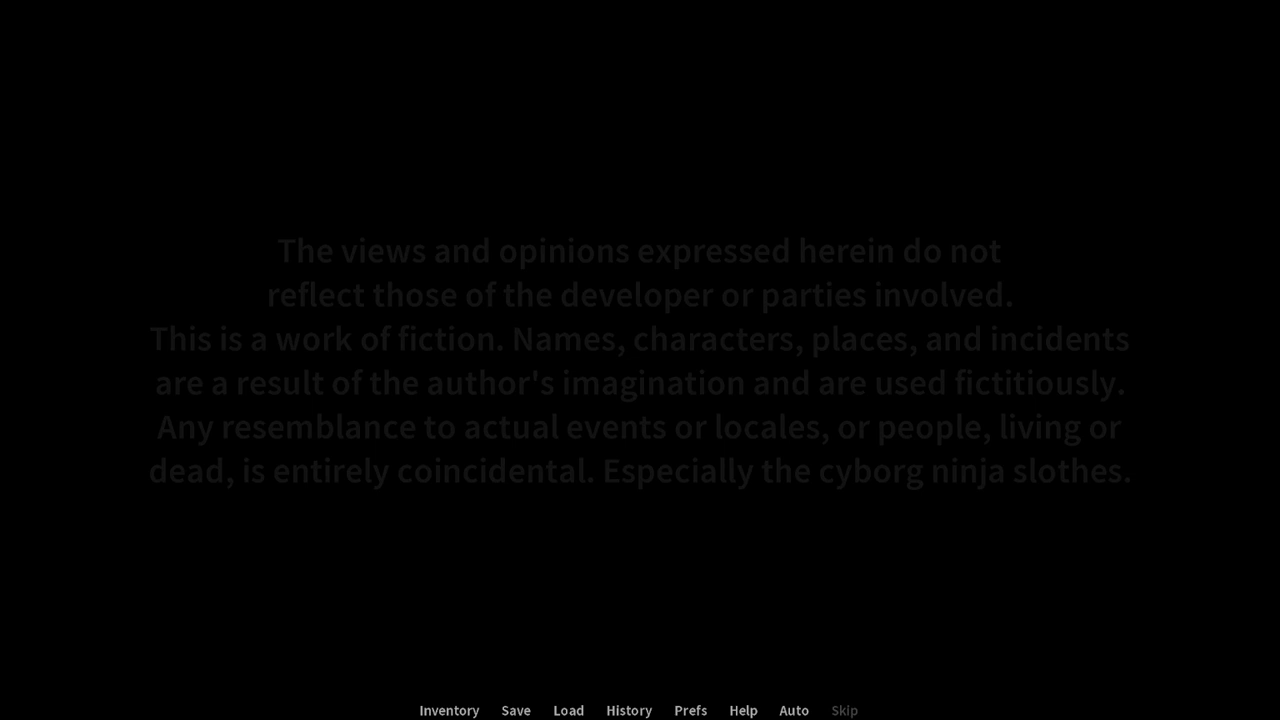 The views and opinions expressed herein do not
reflect those of the developer or parties involved.
This is a work of fiction. Names, characters, places, and incidents
are a result of the author's imagination and are used fictitiously.
Any resemblance to actual events or locales, or people, living or
dead, is entirely coincidental. Especially the cyborg ninja slothes.
Inventory Save Load History Prefs Help Auto Skip